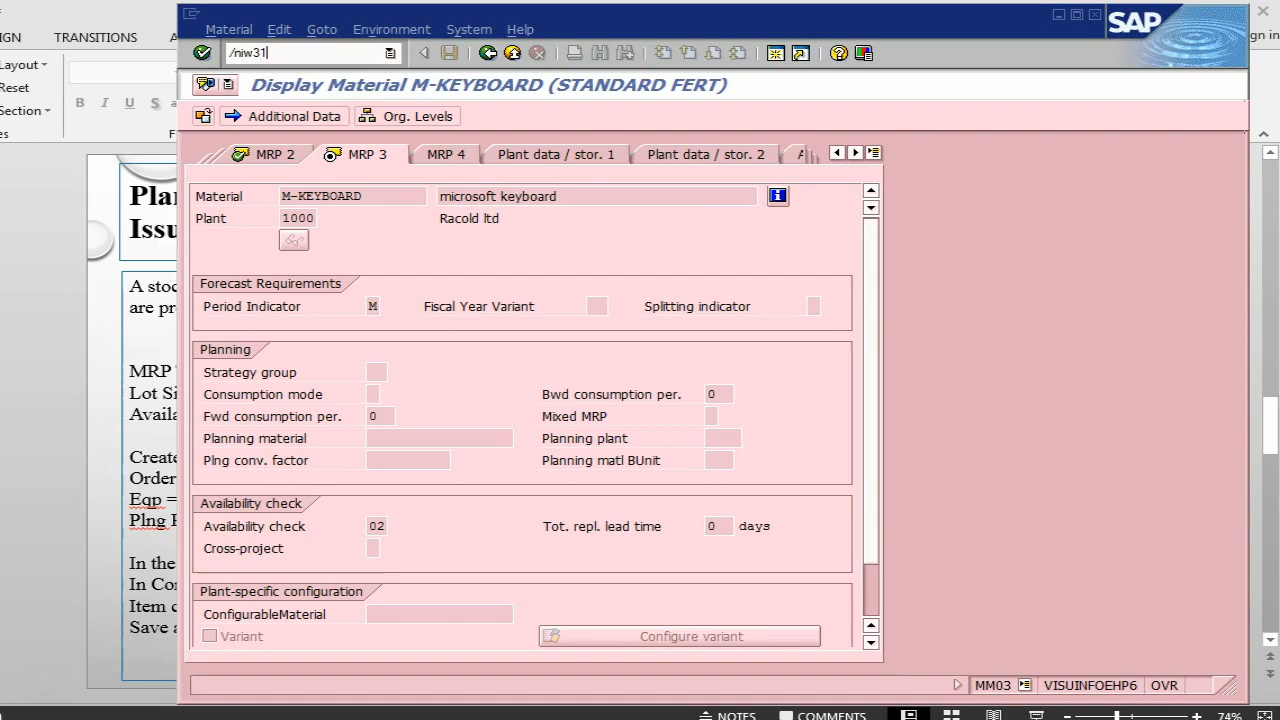 Material Edit Goto Environment System Help
SAP
IGN TRANSITIONS
Layout
Reset
Section
B I U S
/niw31
Display Material M-KEYBOARD (STANDARD FERT)
Additional Data Org. Levels
MRP 2 MRP 3 MRP 4 Plant data / stor. 1 Plant data / stor. 2
Material M-KEYBOARD microsoft keyboard
Plant 1000 Racold ltd
Forecast Requirements
Period Indicator M Fiscal Year Variant Splitting indicator
Planning
Strategy group
Consumption mode Bwd consumption per. 0
Fwd consumption per. 0 Mixed MRP
Planning material Planning plant
Plng conv. factor Planning matl BUnit
Availability check
Availability check 02 Tot. repl. lead time 0 days
Cross-project
Plant-specific configuration
ConfigurableMaterial
Variant Configure variant
MM03 VISUINFOEHP6 OVR
Plan
Issu
A stoc
are pr
MRP
Lot Si
Availa
Create
Order
Eqp =
Plng P
In the
In Con
Item c
Save a
NOTES COMMENTS 74%